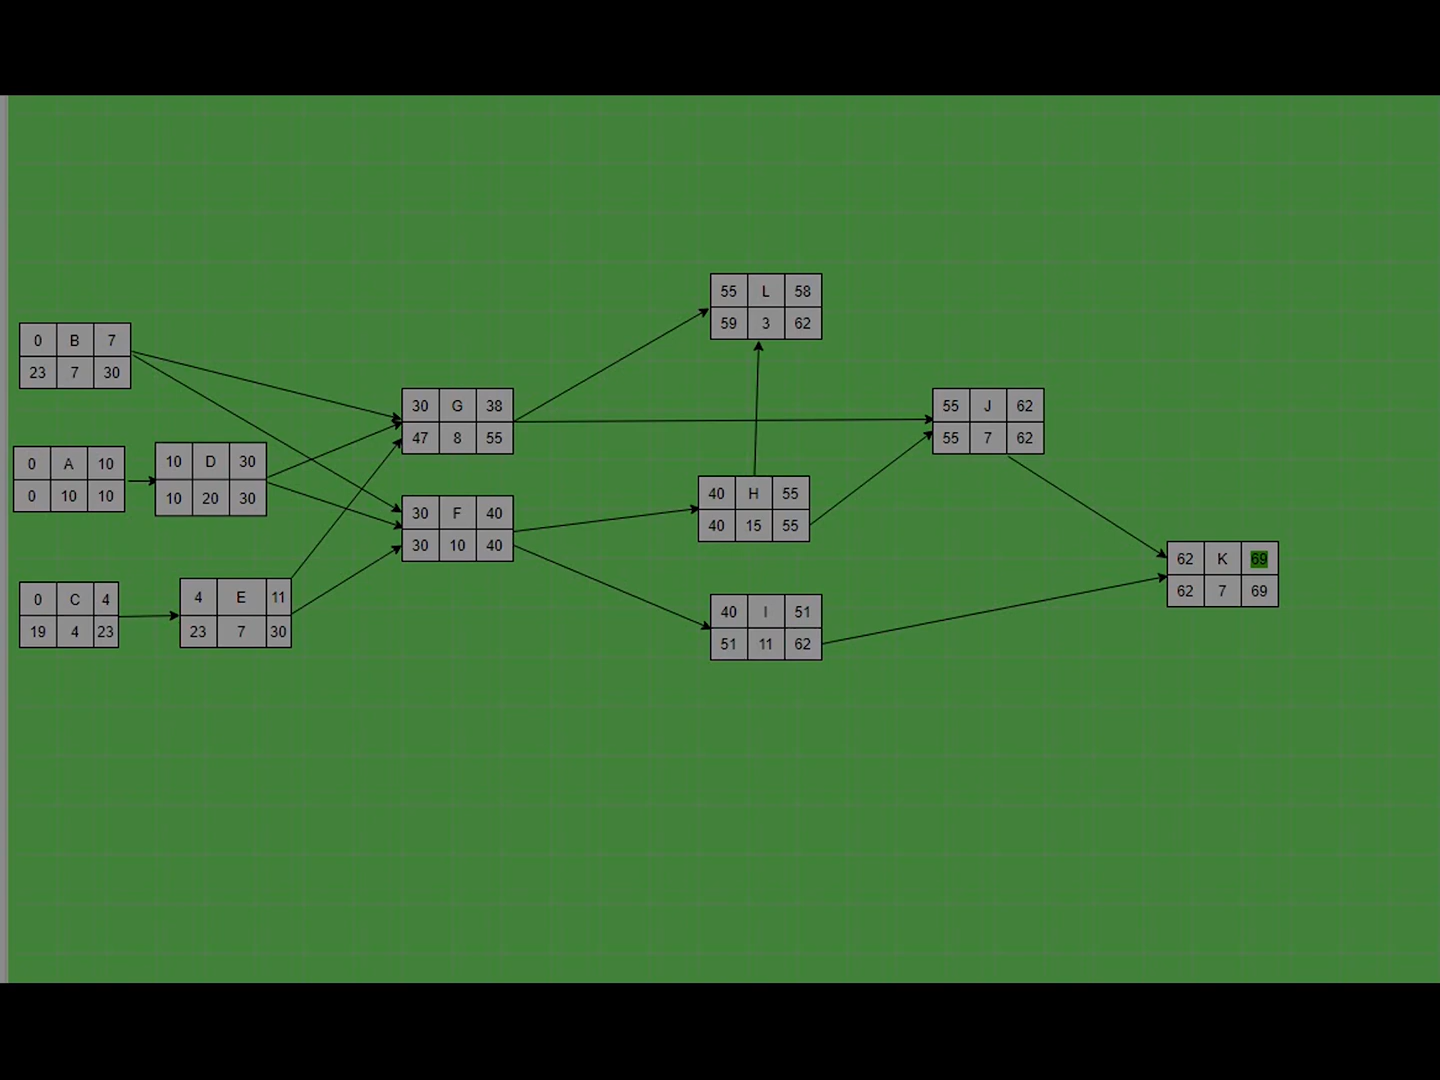 55 L 58
59 3 62
0 B 7
23 7 30
30 G 38
47 8 55
55 J 62
55 7 62
0 A 10
0 10 10
10 D 30
10 20 30
30 F 40
30 10 40
40 H 55
40 15 55
62 K 69
62 7 69
0 C 4
19 4 23
4 E 11
23 7 30
40 I 51
51 11 62